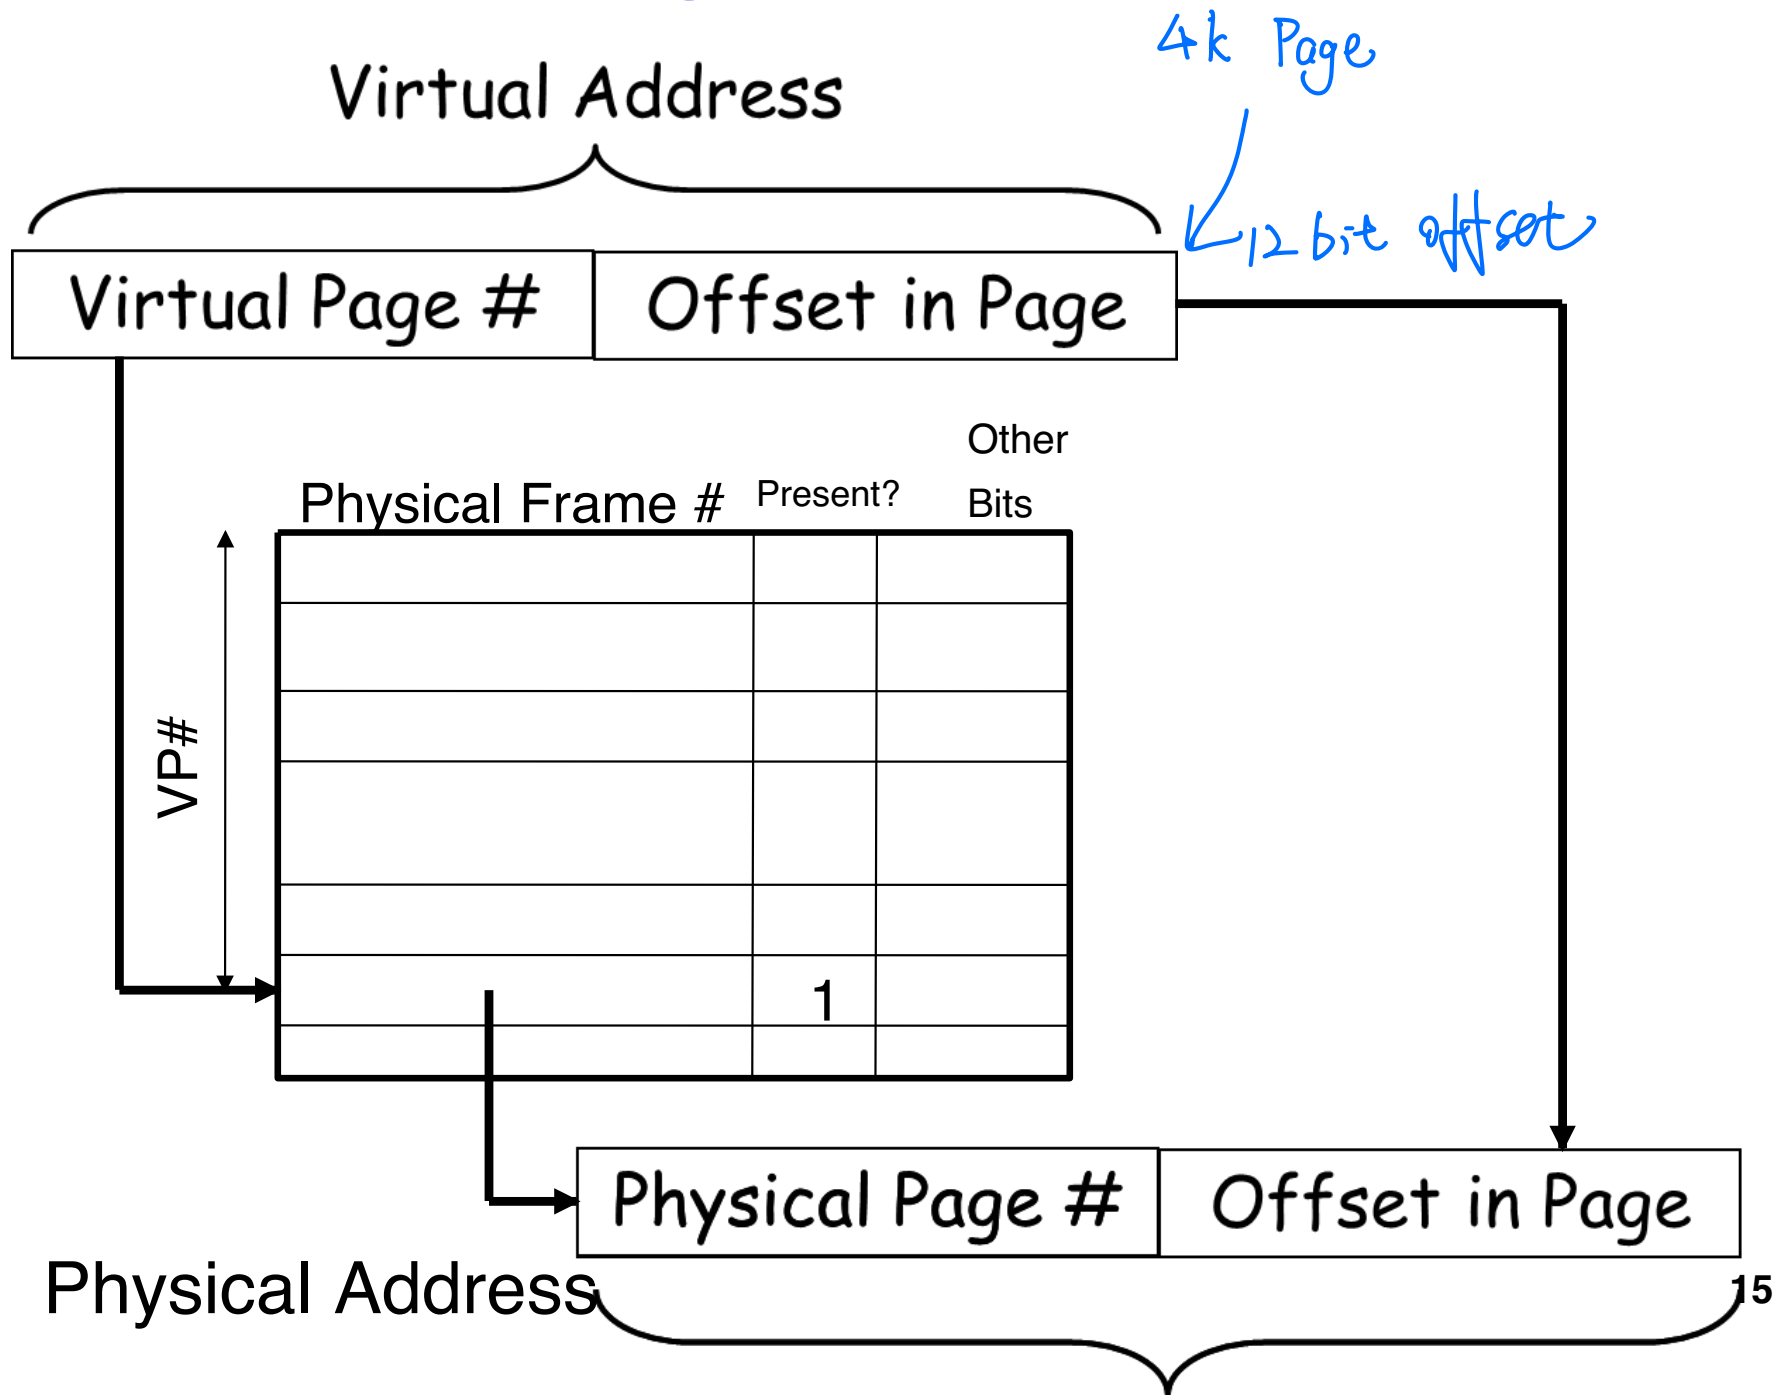 4k Page
Virtual Address
12 bit offset
Virtual Page # Offset in Page
Other
Physical Frame # Present? Bits
VP#
1
Physical Page # Offset in Page
Physical Address
15